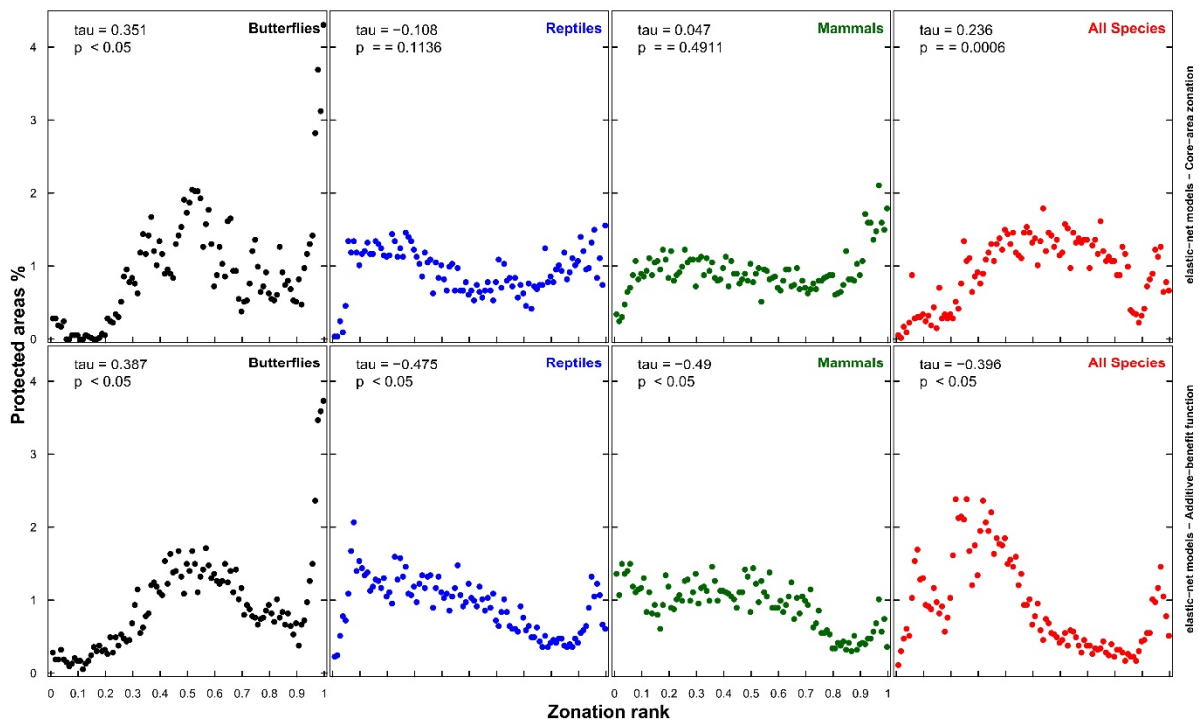 tau = 0.351
p < 0.05
Butterflies
tau = −0.108
p = = 0.1136
Reptiles
tau = 0.047
p = = 0.4911
Mammals
tau = 0.236
p = = 0.0006
All Species
4
3
2
1
0
elastic-net models - Core-area zonation
Protected areas %
tau = 0.387
p < 0.05
Butterflies
tau = −0.475
p < 0.05
Reptiles
tau = −0.49
p < 0.05
Mammals
tau = −0.396
p < 0.05
All Species
4
3
2
1
0
elastic-net models - Additive-benefit function
0 0.1 0.2 0.3 0.4 0.5 0.6 0.7 0.8 0.9 1
0 0.1 0.2 0.3 0.4 0.5 0.6 0.7 0.8 0.9 1
Zonation rank